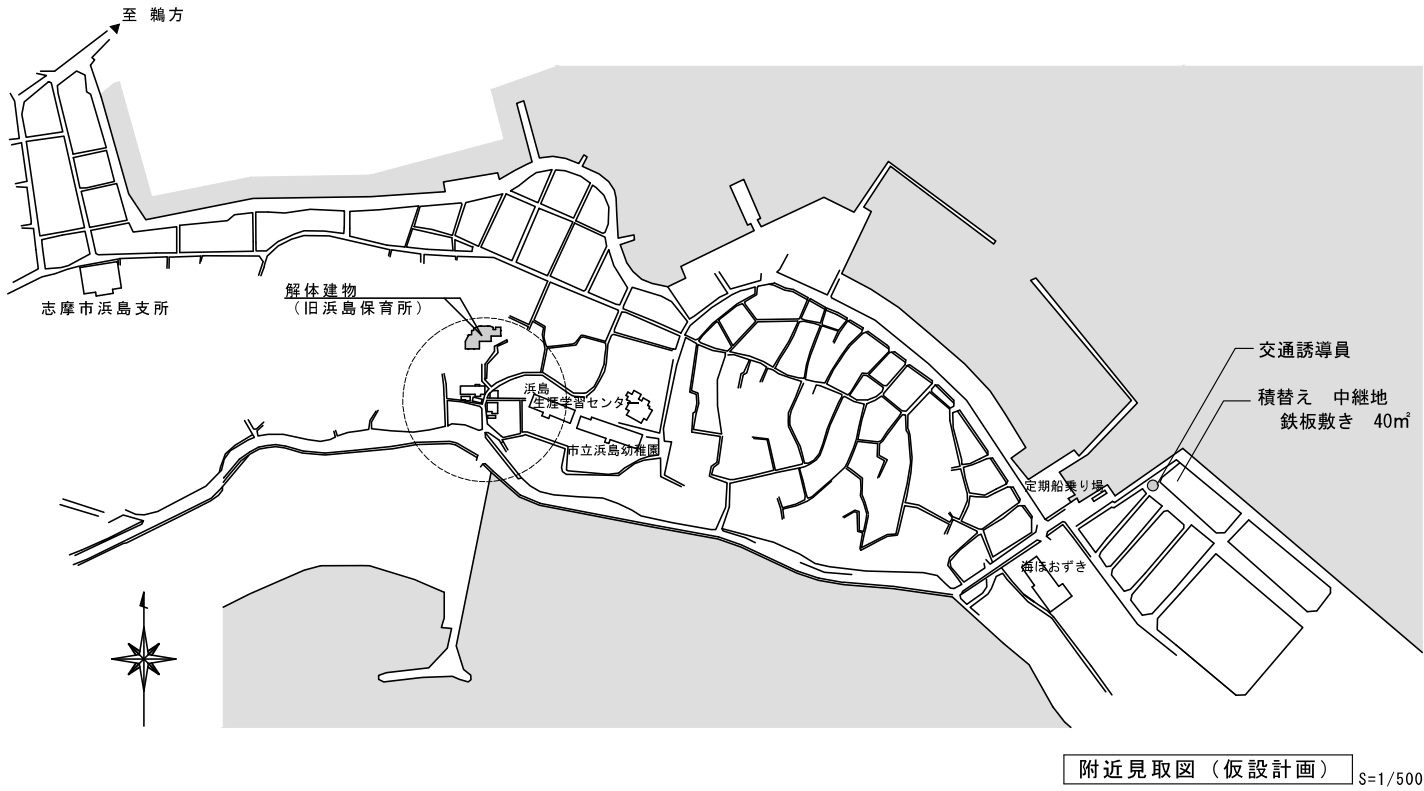 至 鵜方
志摩市浜島支所
解体建物
(旧浜島保育所)
浜島
生涯学習センター
市立浜島幼稚園
交通誘導員
積替え 中継地
鉄板敷き 40㎡
定期船乗り場
海ほおずき
附近見取図 (仮設計画)
S=1/500